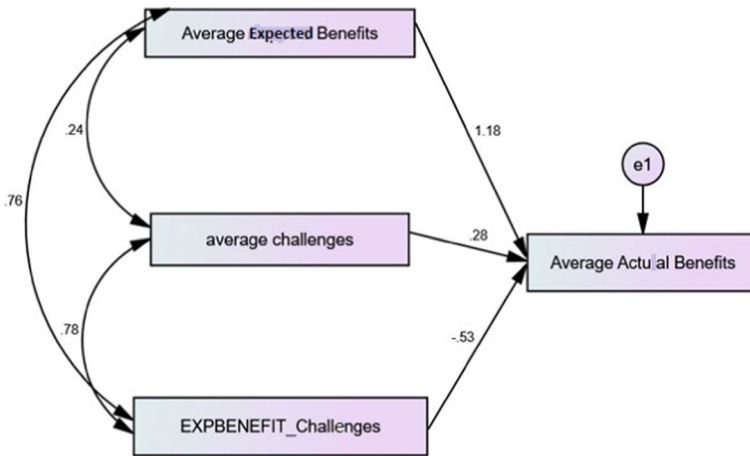 Average Expected Benefits
.24
1.18
e1
.76
average challenges
.28
Average Actual Benefits
.78
-.53
EXPBENEFIT_Challenges